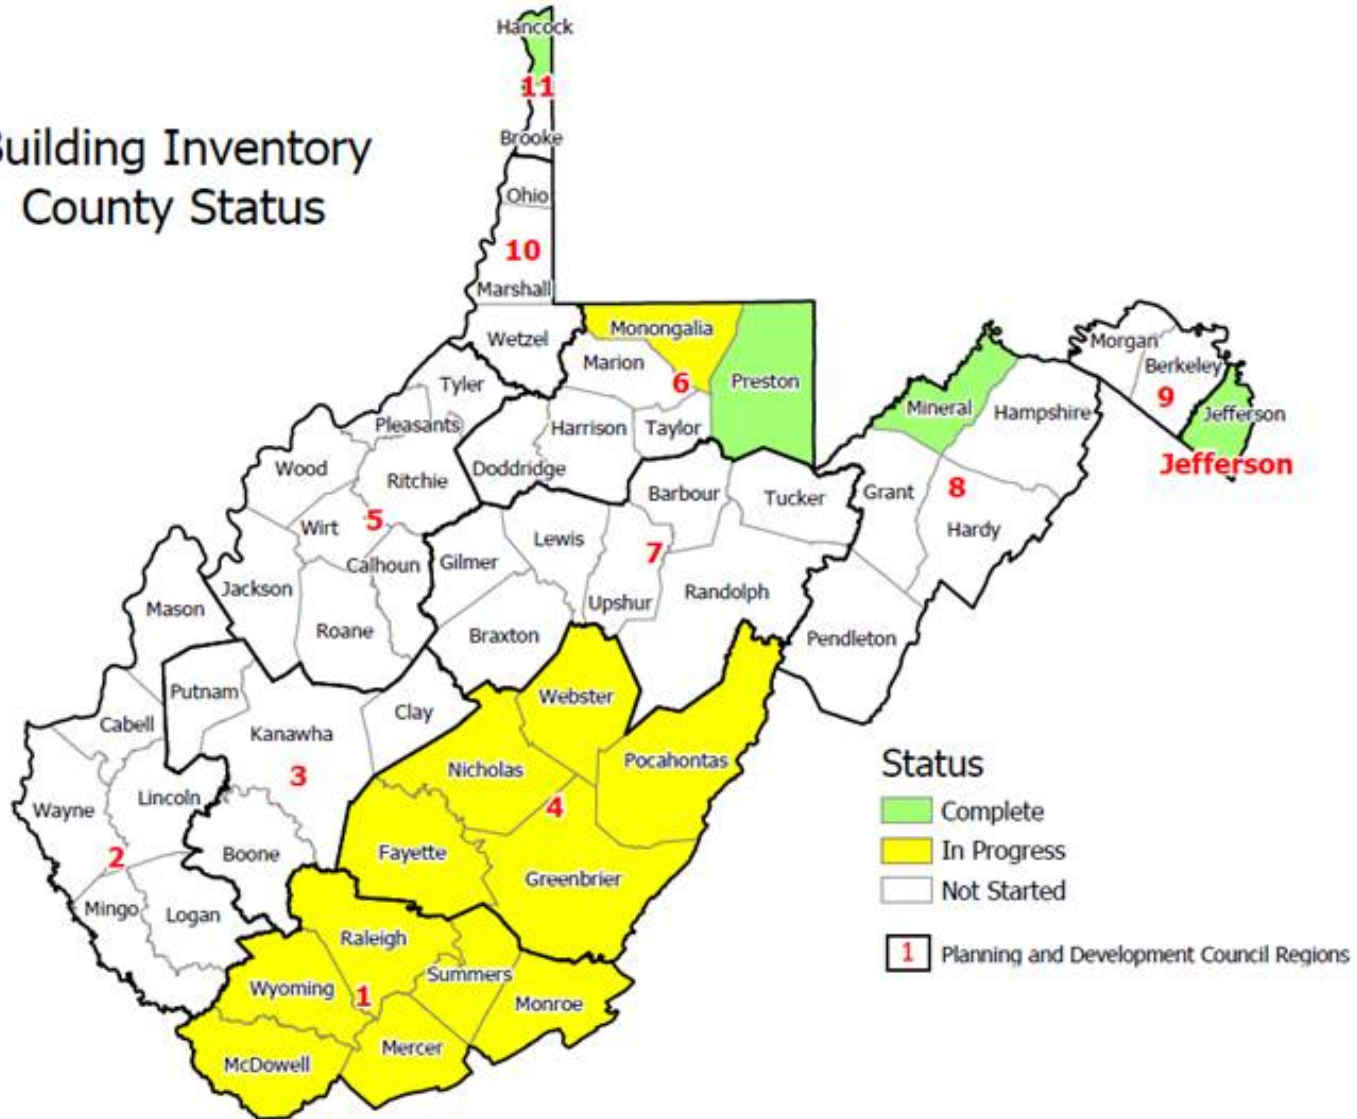 uilding Inventory
County Status
Hancock
11
Brooke
Ohio
10
Marshall
Wetzel
Monongalia
Marion
6
Preston
Tyler
Pleasants
Harrison
Taylor
Doddridge
Wood
Ritchie
Wirt
5
Calhoun
Jackson
Roane
Mason
Gilmer
Lewis
7
Upshur
Barbour
Tucker
Randolph
Braxton
Mineral
Hampshire
Grant
8
Hardy
Pendleton
Morgan
Berkeley
9
Jefferson
Jefferson
Putnam
Cabell
Kanawha
3
Clay
Wayne
Lincoln
2
Boone
Mingo
Logan
Webster
Nicholas
Pocahontas
4
Fayette
Greenbrier
Raleigh
Summers
Wyoming
1
Monroe
Mercer
McDowell
Status
Complete
In Progress
Not Started
1 Planning and Development Council Regions